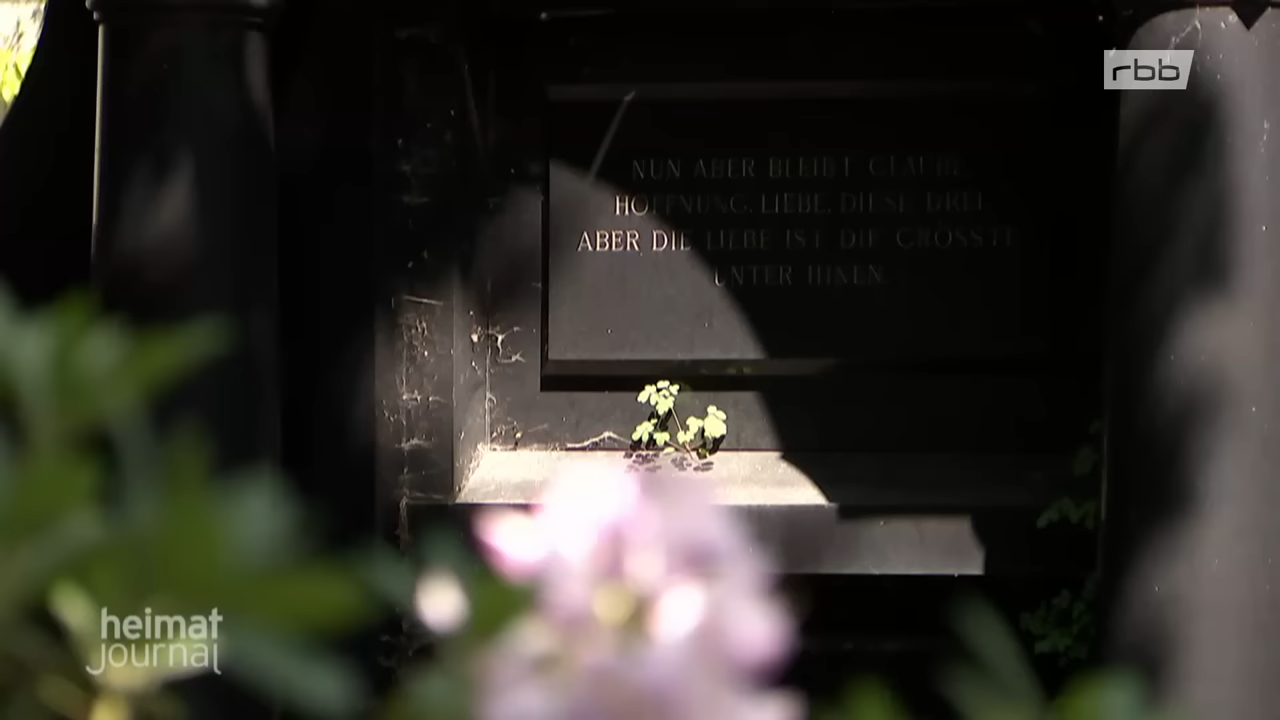 rbb
NUN ABER BLEIBT GLAUBE,
HOFFNUNG, LIEBE, DIESE DREI,
ABER DIE LIEBE IST DIE GRÖSSTE
UNTER IHNEN
heimat
journal